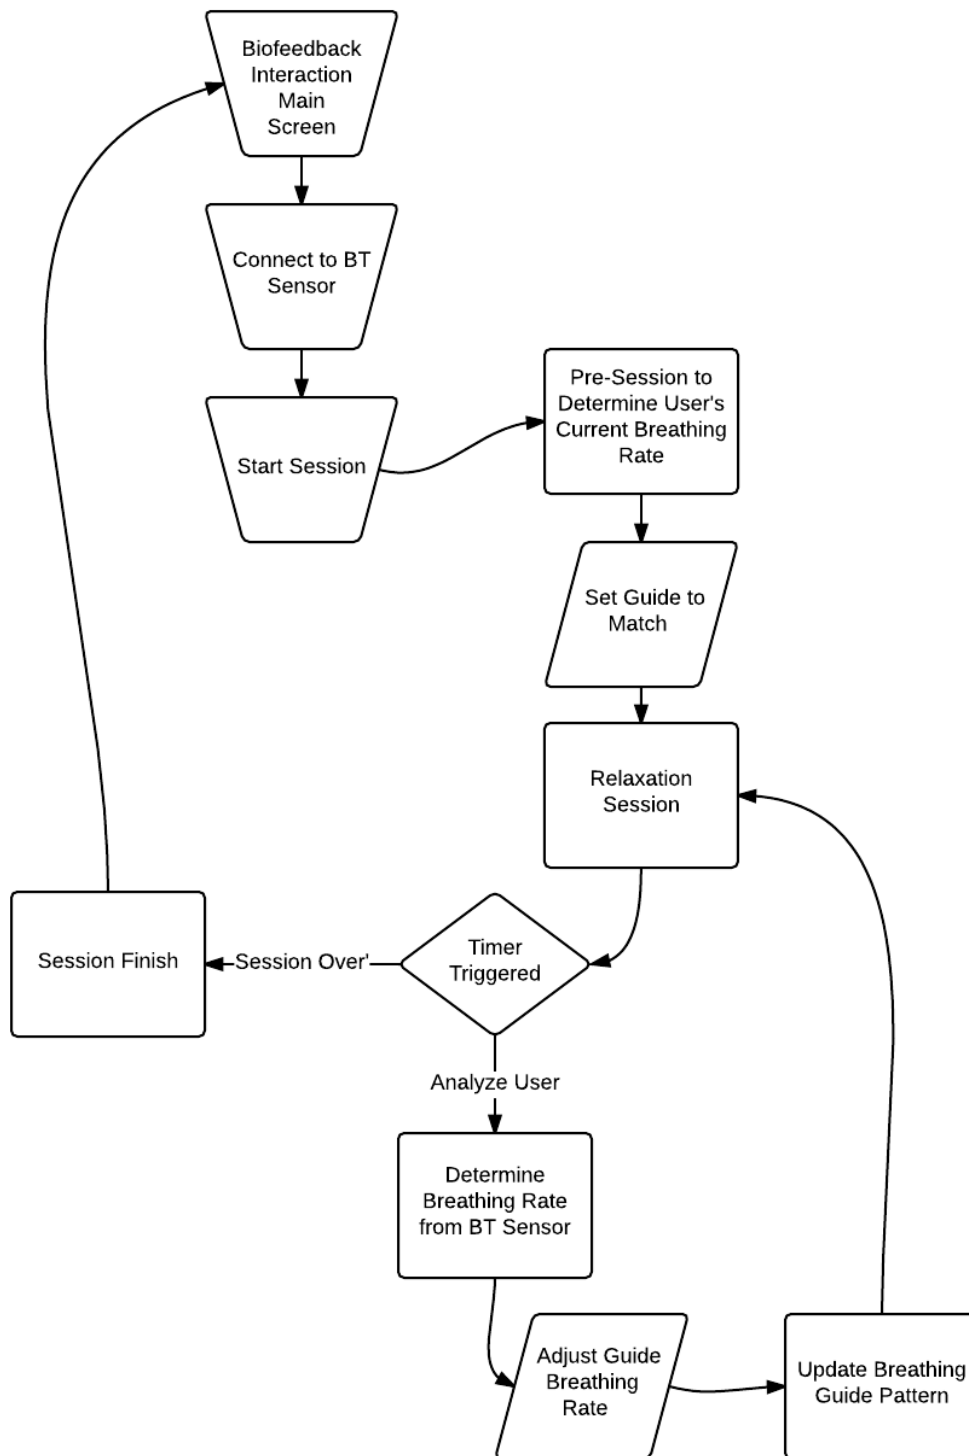 Biofeedback
Interaction
Main
Screen
Connect to BT
Sensor
Start Session
Pre-Session to
Determine User's
Current Breathing
Rate
Set Guide to
Match
Relaxation
Session
Timer
Triggered
Session Over'
Session Finish
Analyze User
Determine
Breathing Rate
from BT Sensor
Adjust Guide
Breathing
Rate
Update Breathing
Guide Pattern